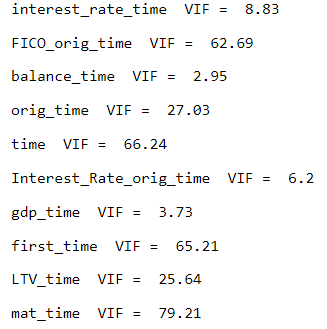 interest_rate_time  VIF =  8.83
FICO_orig_time  VIF =  62.69
balance_time  VIF =  2.95
orig_time  VIF =  27.03
time  VIF =  66.24
Interest_Rate_orig_time  VIF =  6.2
gdp_time  VIF =  3.73
first_time  VIF =  65.21
LTV_time  VIF =  25.64
mat_time  VIF =  79.21